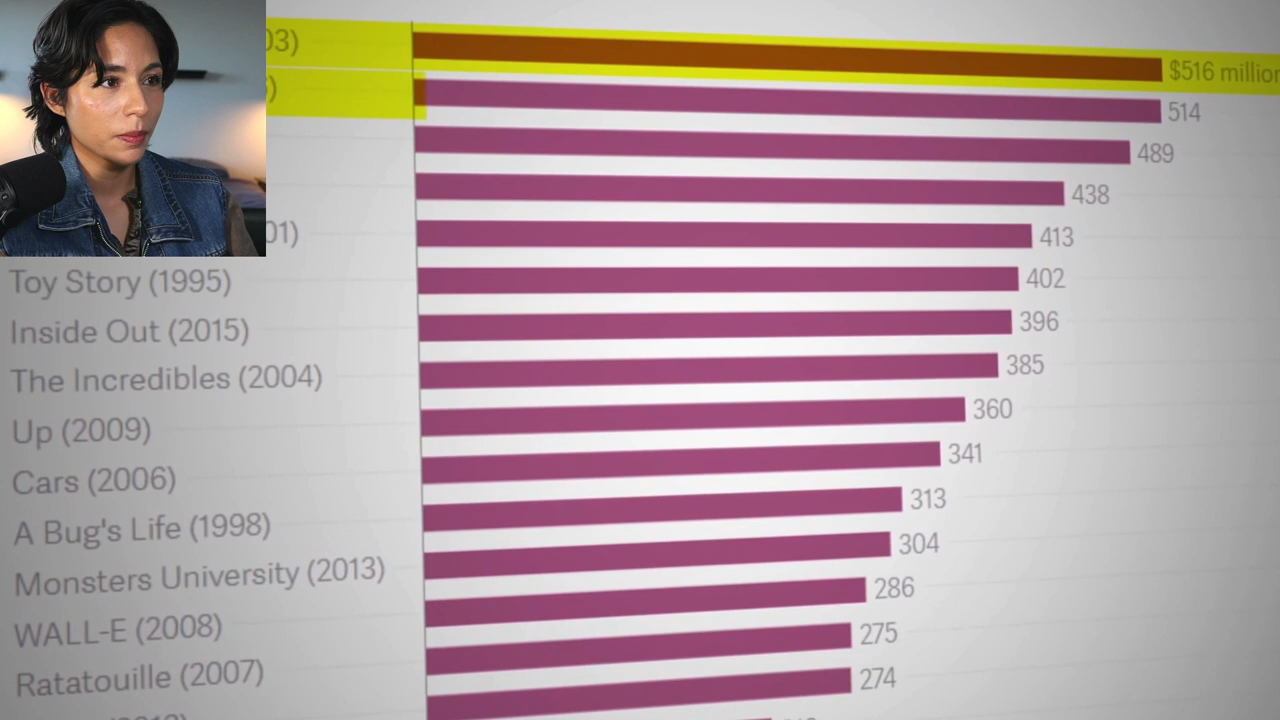 03) $516 million
) 514
489
438
01) 413
Toy Story (1995) 402
Inside Out (2015) 396
The Incredibles (2004) 385
Up (2009) 360
Cars (2006) 341
A Bug's Life (1998) 313
Monsters University (2013) 304
WALL-E (2008) 286
Ratatouille (2007) 275
274